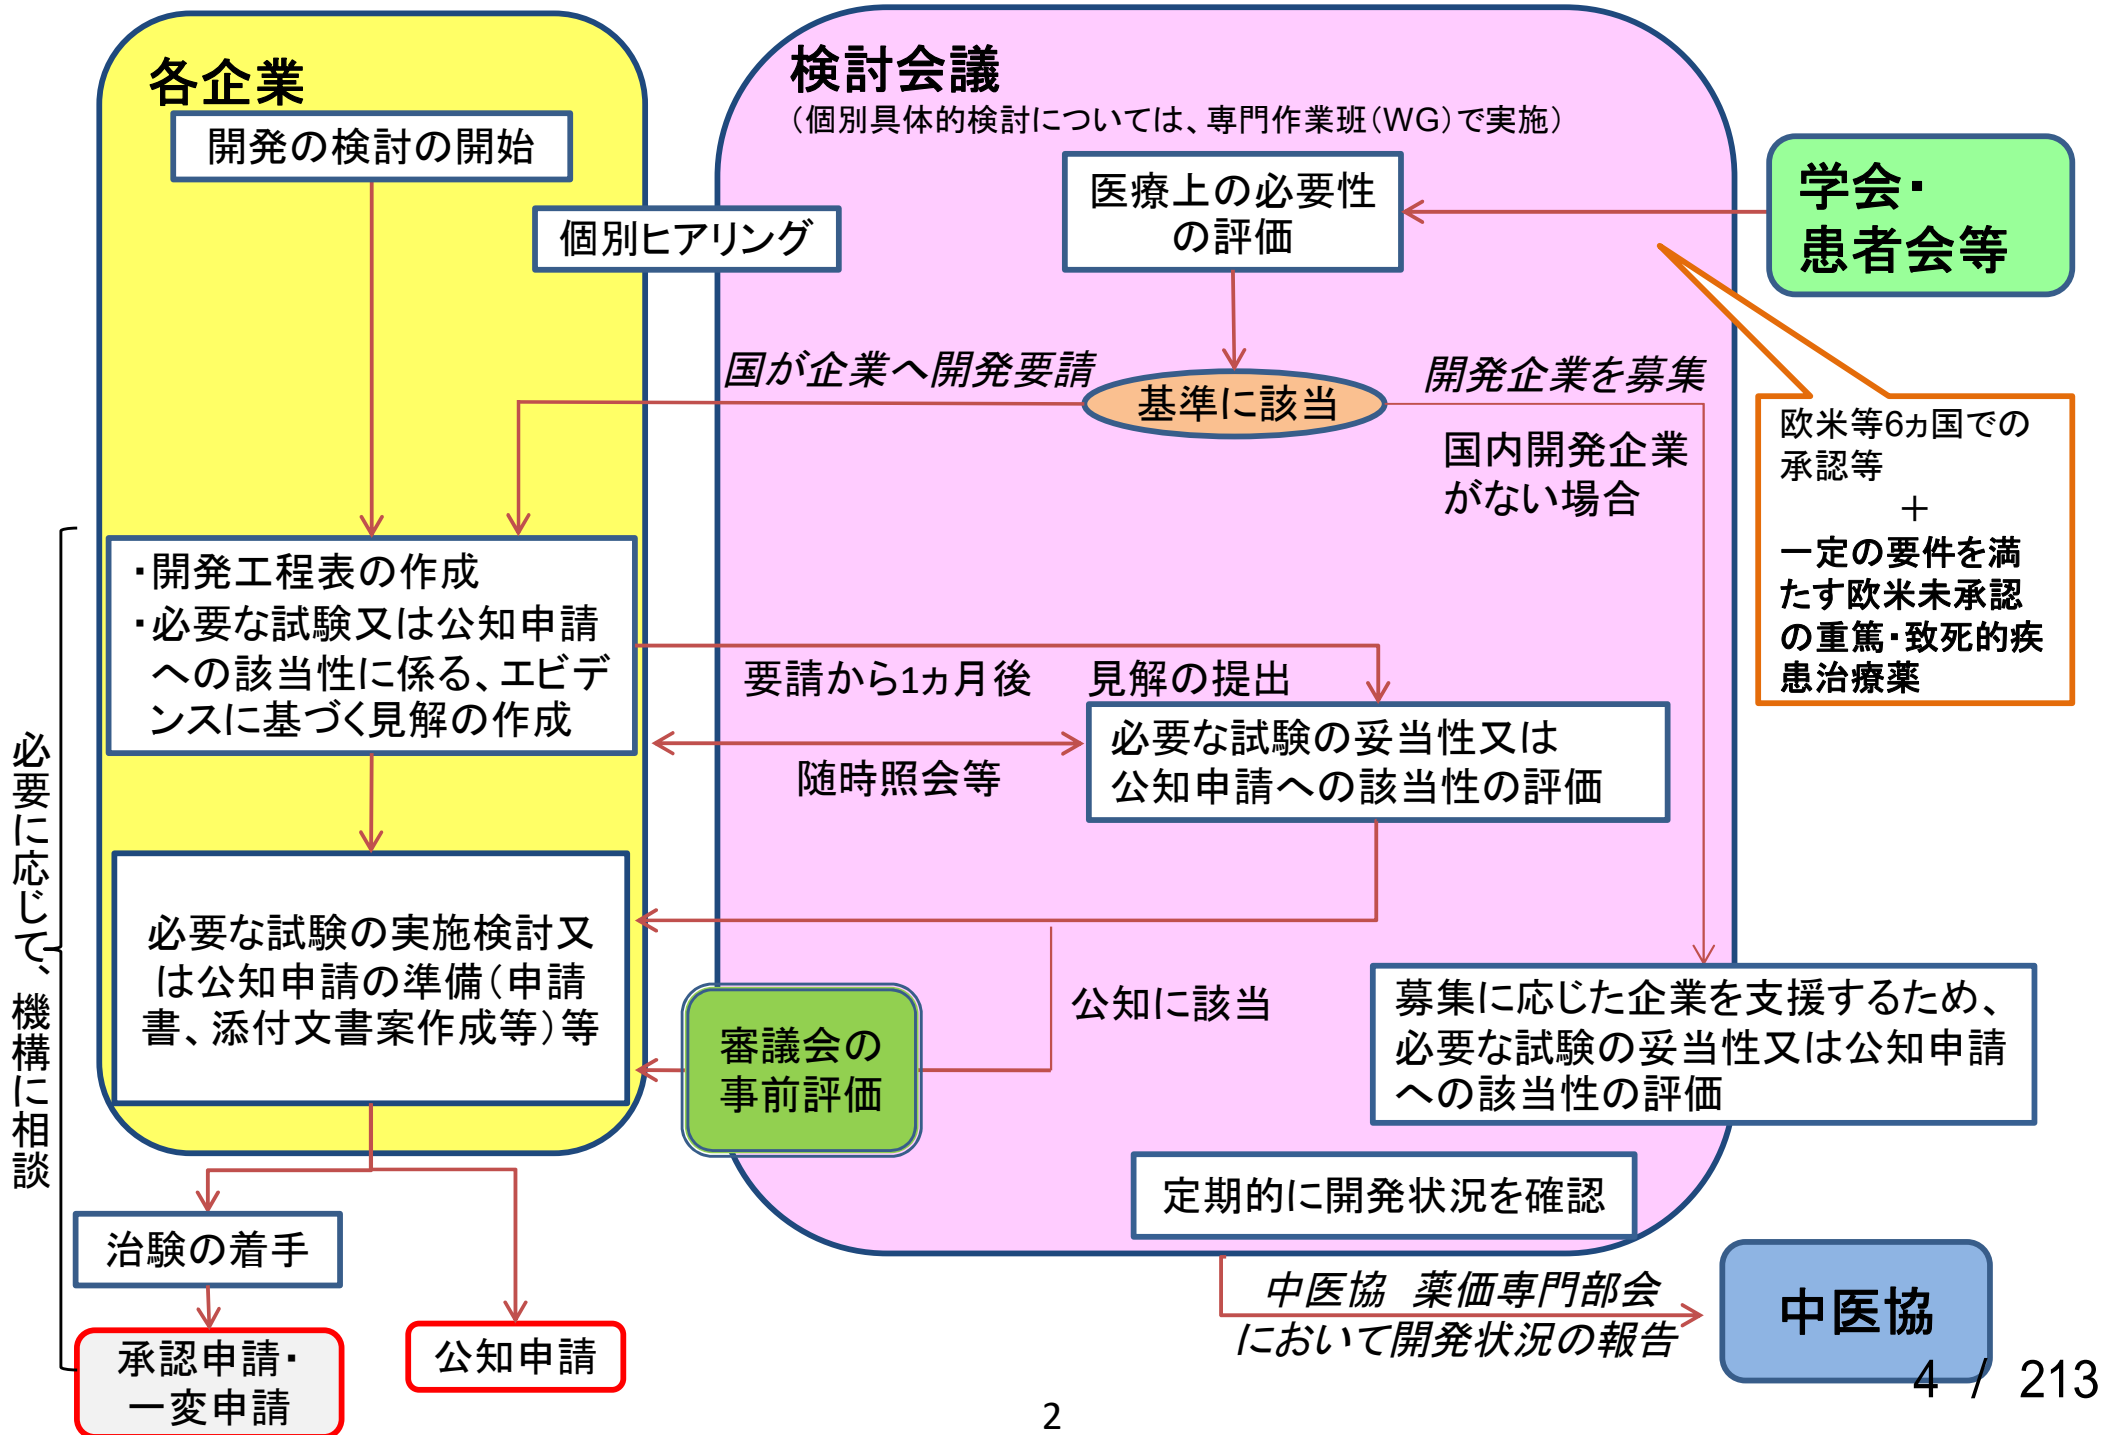 各企業
開発の検討の開始
個別ヒアリング
検討会議
（個別具体的検討については、専門作業班（WG）で実施）
医療上の必要性
の評価
学会・
患者会等
国が企業へ開発要請
基準に該当
開発企業を募集
国内開発企業
がない場合
欧米等6ヵ国での
承認等
＋
一定の要件を満
たす欧米未承認
の重篤・致死的疾
患治療薬
・開発工程表の作成
・必要な試験又は公知申請
への該当性に係る、エビデ
ンスに基づく見解の作成
要請から1ヵ月後
見解の提出
随時照会等
必要な試験の妥当性又は
公知申請への該当性の評価
必要に応じて、機構に相談
必要な試験の実施検討又
は公知申請の準備（申請
書、添付文書案作成等）等
審議会の
事前評価
公知に該当
募集に応じた企業を支援するため、
必要な試験の妥当性又は公知申請
への該当性の評価
定期的に開発状況を確認
治験の着手
承認申請・
一変申請
公知申請
中医協　薬価専門部会
において開発状況の報告
中医協
4 / 213
2